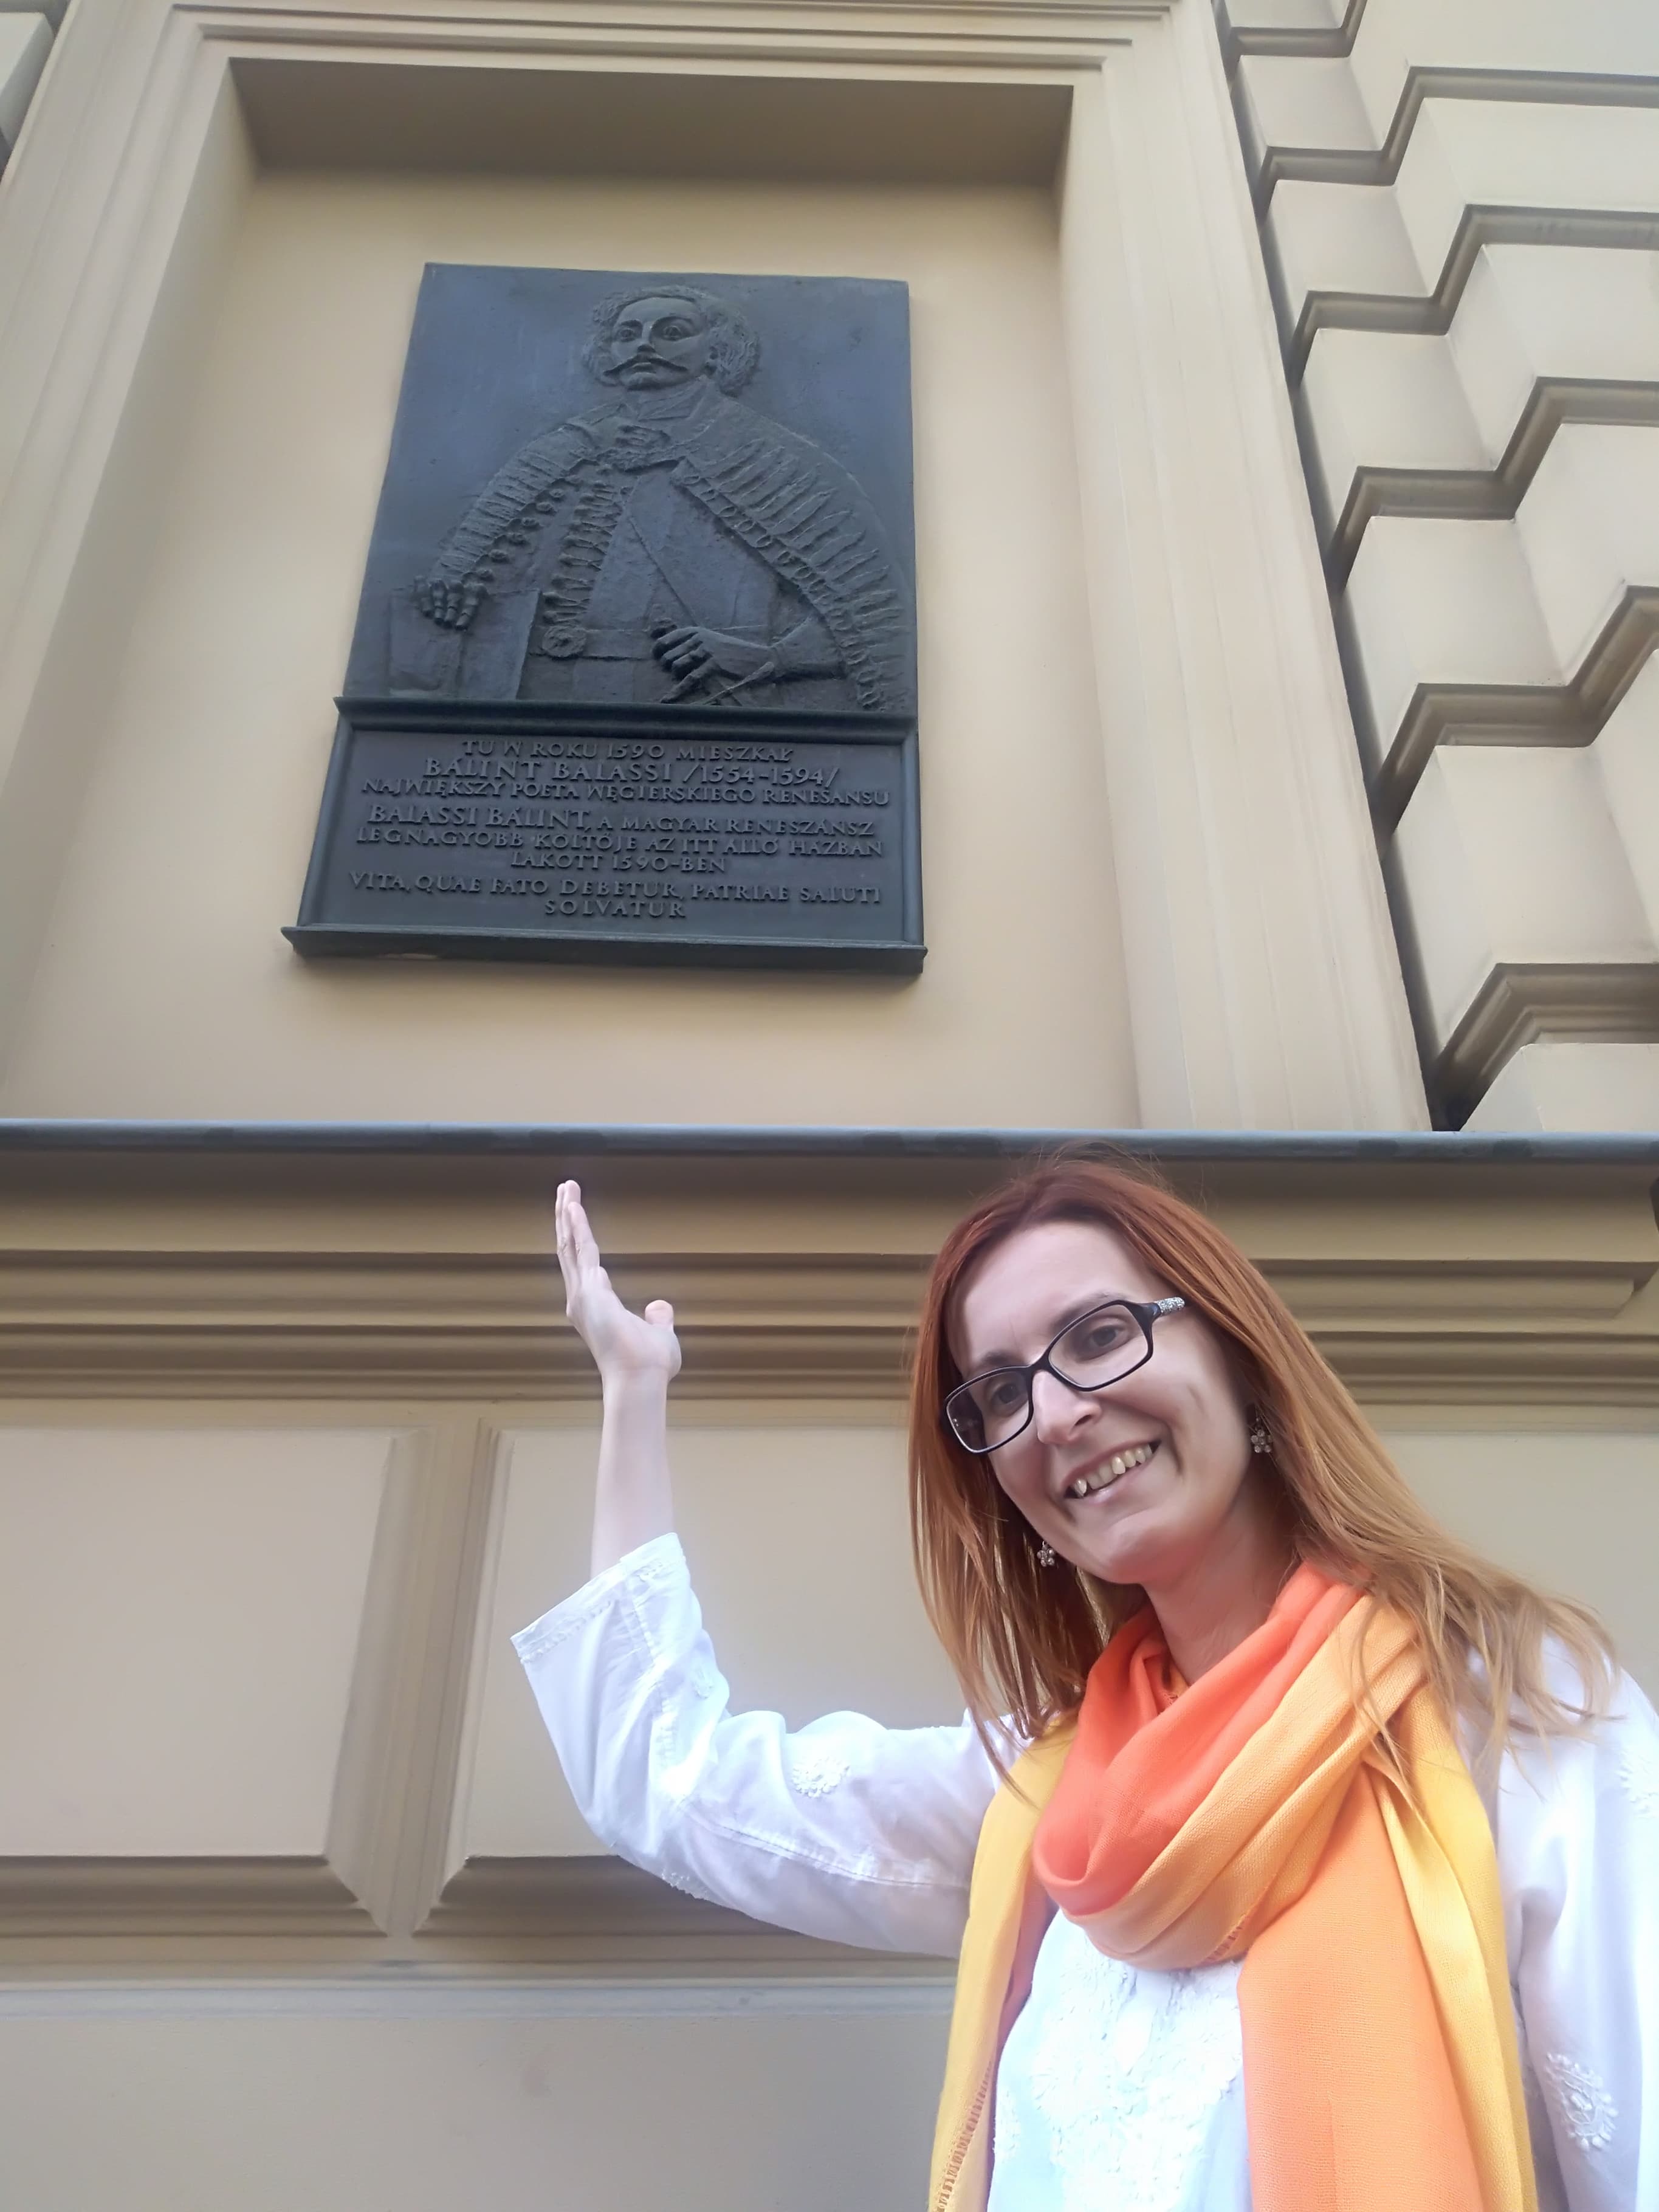 TU W ROKU 1590 MIESZKAŁ
BÁLINT BALASSI /1554-1594/
NAJWIĘKSZY POETA WĘGIERSKIEGO RENESANSU
BALASSI BÁLINT, A MAGYAR RENESZÁNSZ
LEGNAGYOBB KÖLTŐJE AZ ITT ÁLLÓ HÁZBAN
LAKOTT 1590-BEN
VITA, QUAE FATO DEBETUR, PATRIAE SALUTI
SOLVATUR